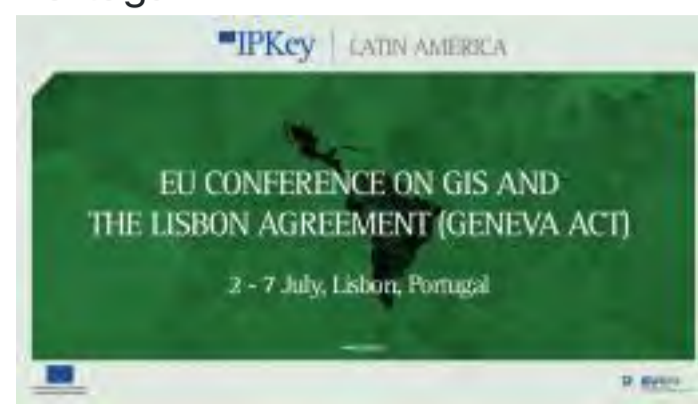 IPKey | LATIN AMERICA
EU CONFERENCE ON GIS AND
THE LISBON AGREEMENT (GENEVA ACT)
2 - 7 July, Lisbon, Portugal